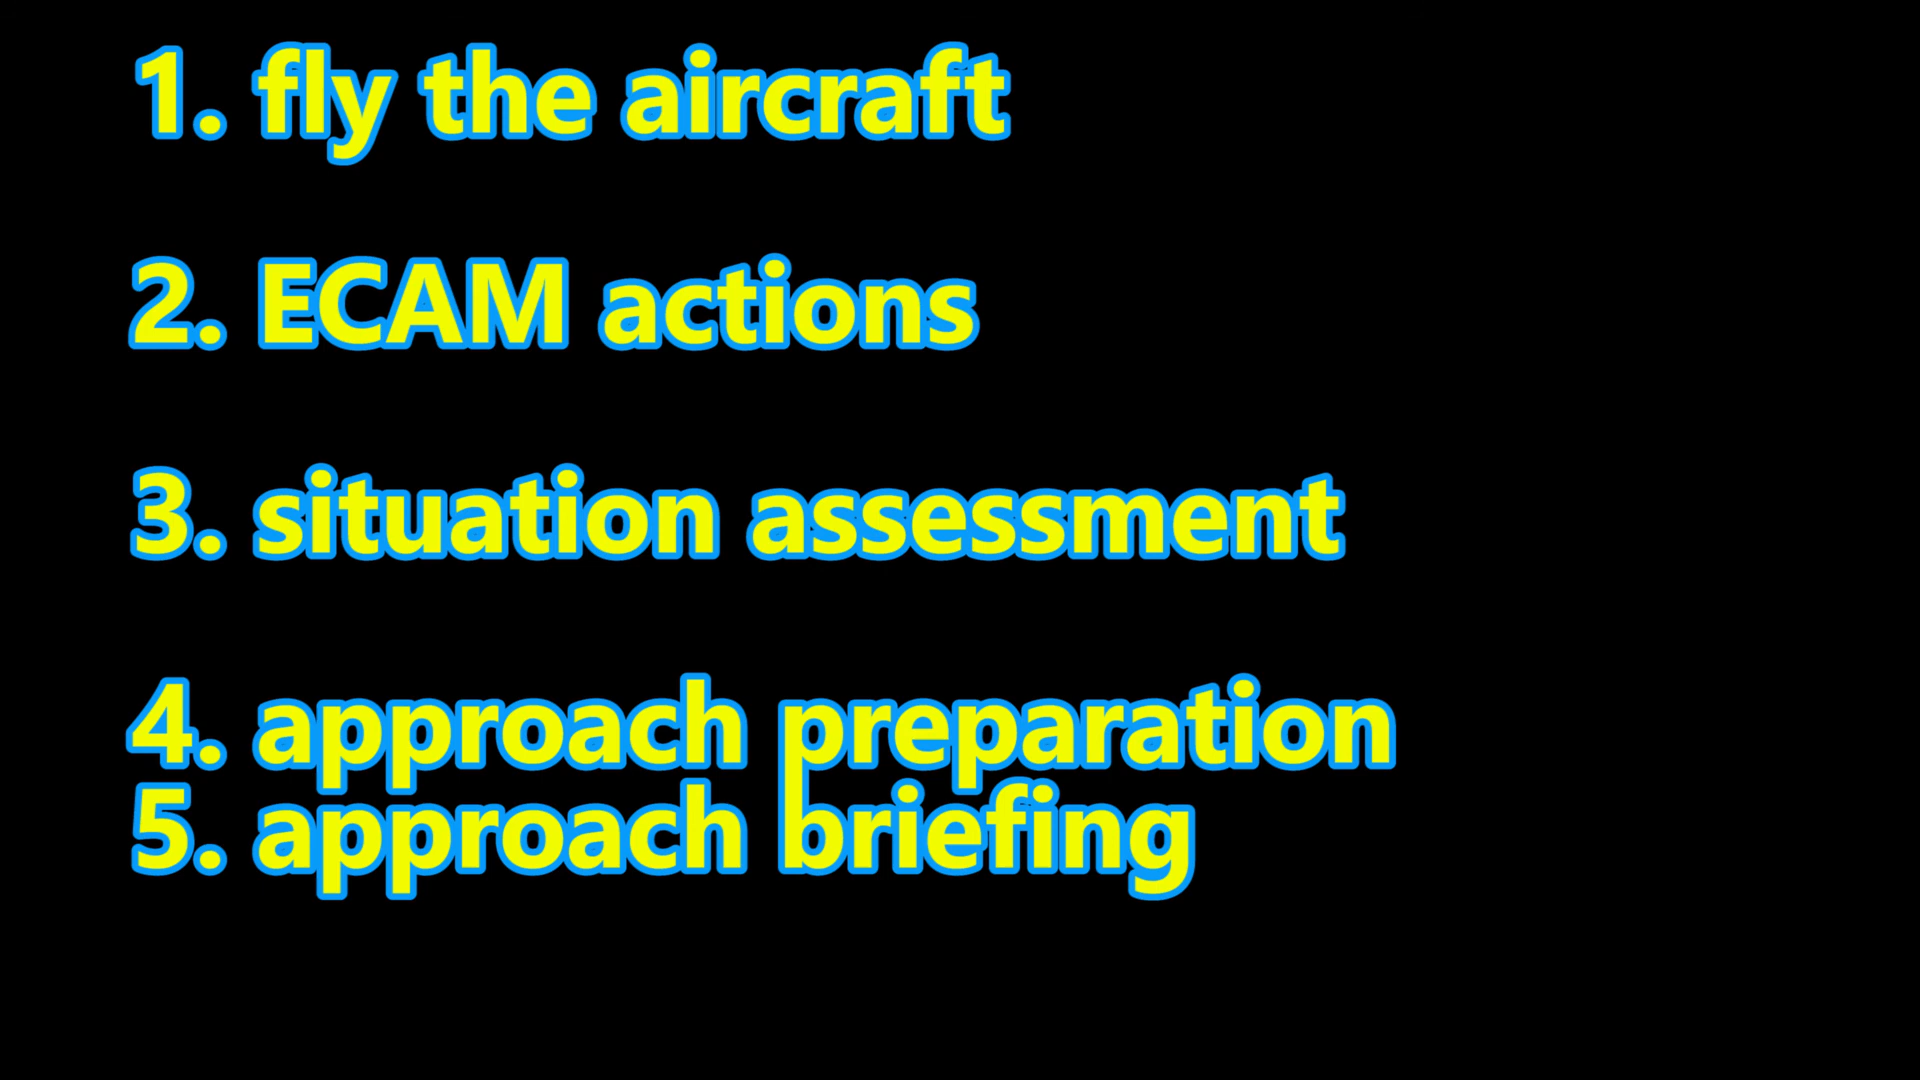 1. fly the aircraft
2. ECAM actions
3. situation assessment
4. approach preparation
5. approach briefing